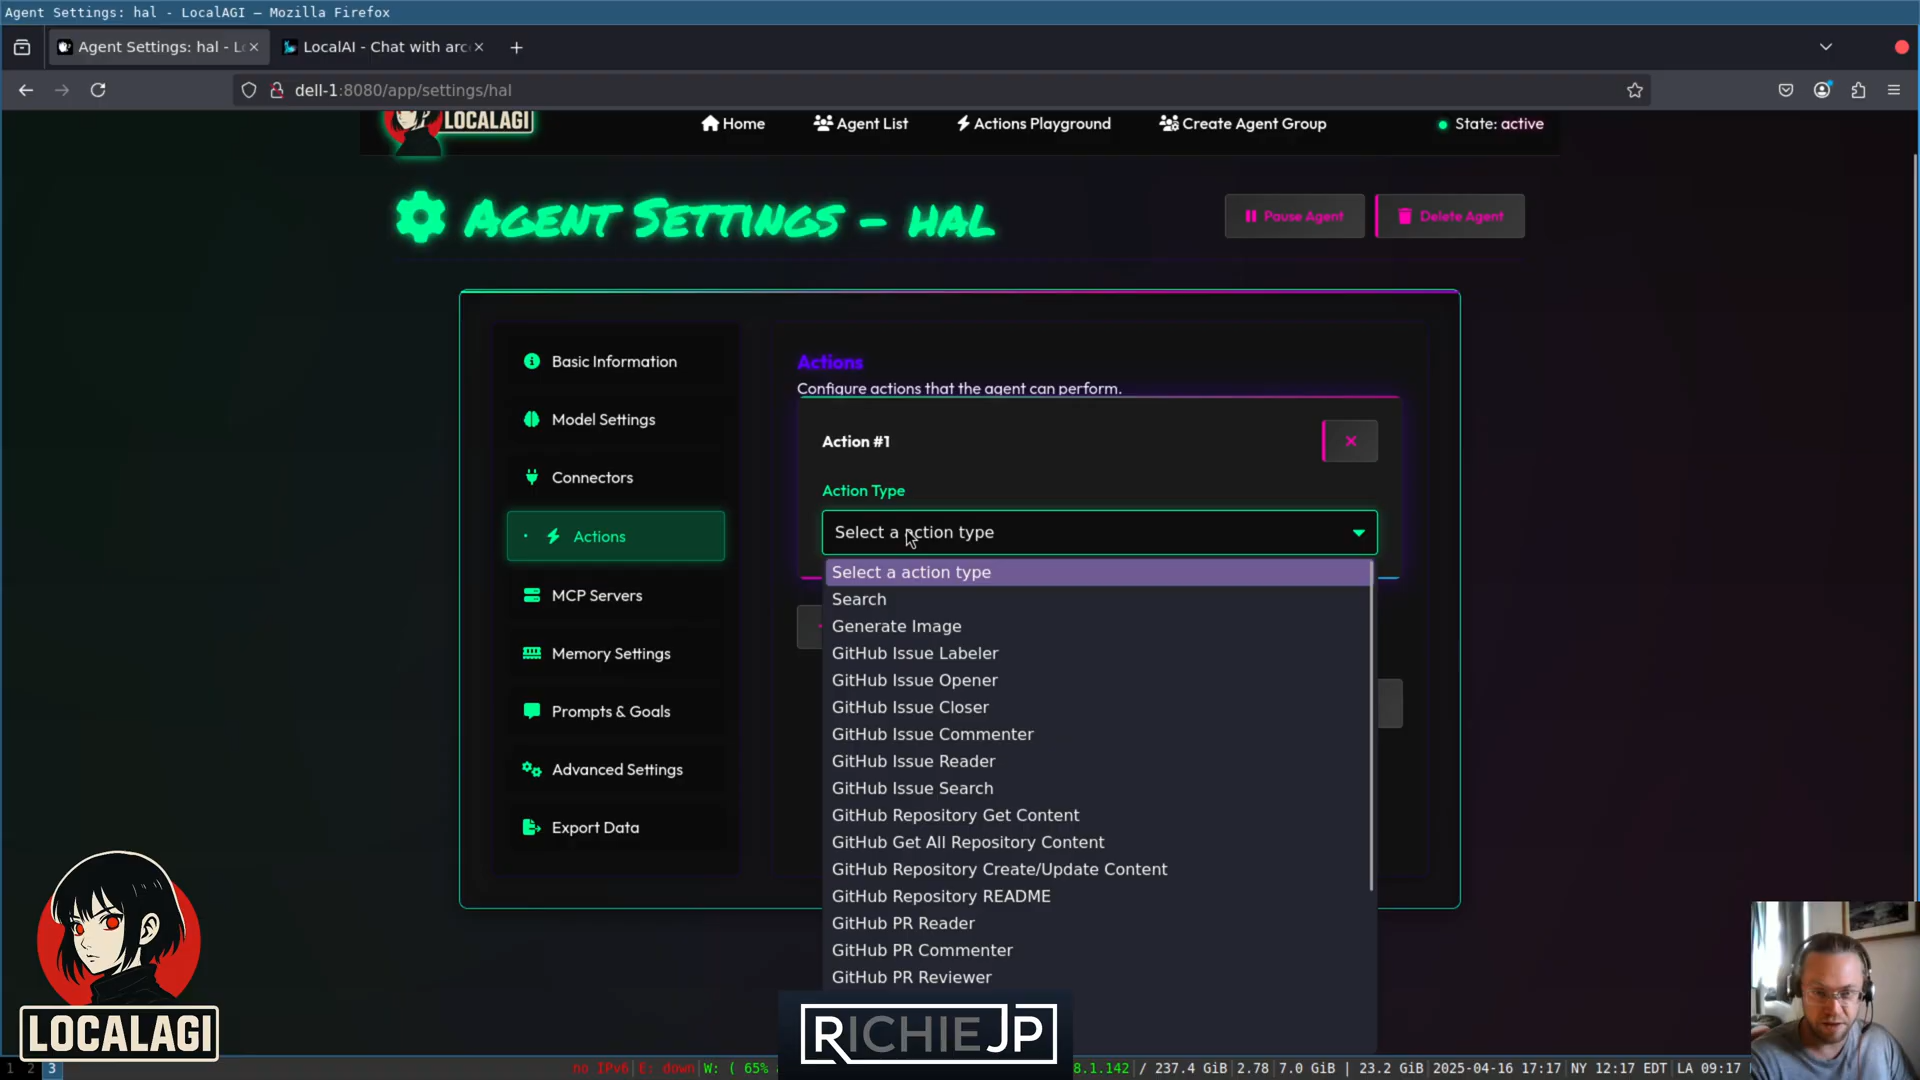 Agent Settings: hal - LocalAGI — Mozilla Firefox
Agent Settings: hal - L
LocalAI - Chat with arc
dell-1:8080/app/settings/hal
LOCALAGI
Home
Agent List
Actions Playground
Create Agent Group
State: active
Agent Settings - hal
Pause Agent
Delete Agent
Basic Information
Model Settings
Connectors
Actions
MCP Servers
Memory Settings
Prompts & Goals
Advanced Settings
Export Data
Actions
Configure actions that the agent can perform.
Action #1
Action Type
Select a action type
Select a action type
Search
Generate Image
GitHub Issue Labeler
GitHub Issue Opener
GitHub Issue Closer
GitHub Issue Commenter
GitHub Issue Reader
GitHub Issue Search
GitHub Repository Get Content
GitHub Get All Repository Content
GitHub Repository Create/Update Content
GitHub Repository README
GitHub PR Reader
GitHub PR Commenter
GitHub PR Reviewer
LOCALAGI
RICHIEJP
1 2 3
no IPv6|E: down|W: ( 65% 8.1.142| / 237.4 GiB| 2.78| 7.0 GiB | 23.2 GiB| 2025-04-16 17:17| NY 12:17 EDT| LA 09:17